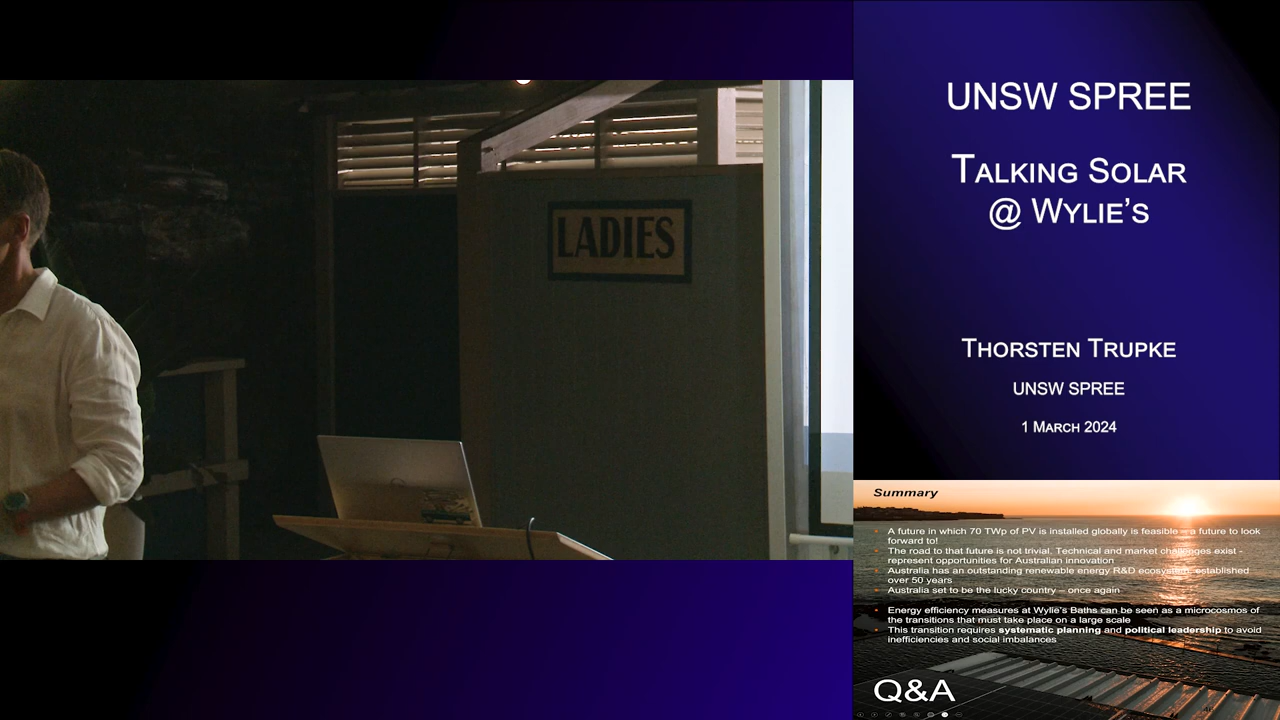 LADIES
UNSW SPREE
TALKING SOLAR
@ WYLIE'S
THORSTEN TRUPKE
UNSW SPREE
1 MARCH 2024
Summary
A future in which 70 TWp of PV is installed globally is feasible – a future to look
forward to!
The road to that future is not trivial. Technical and market challenges exist -
represent opportunities for Australian innovation
Australia has an outstanding renewable energy R&D ecosystem, established
over 50 years
Australia set to be the lucky country – once again
Energy efficiency measures at Wylie's Baths can be seen as a microcosmos of
the transitions that must take place on a large scale
This transition requires systematic planning and political leadership to avoid
inefficiencies and social imbalances
Q&A